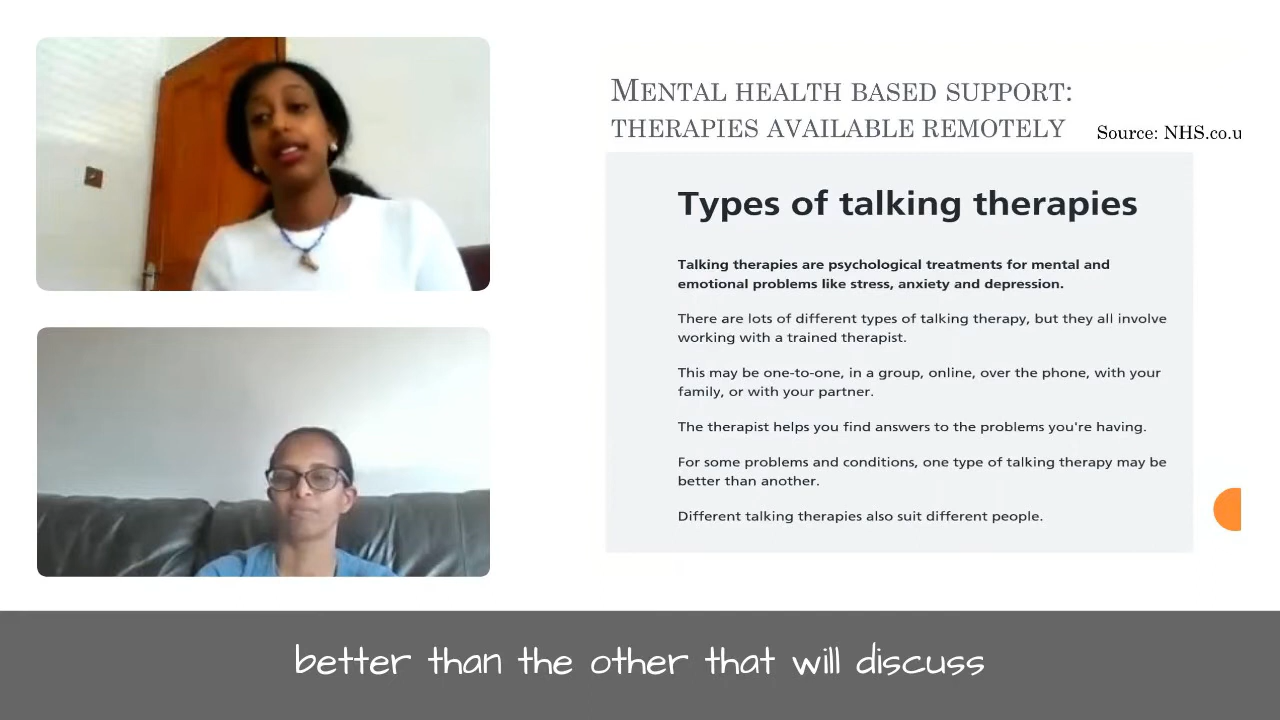 MENTAL HEALTH BASED SUPPORT:
THERAPIES AVAILABLE REMOTELY
Source: NHS.co.u
Types of talking therapies
Talking therapies are psychological treatments for mental and
emotional problems like stress, anxiety and depression.
There are lots of different types of talking therapy, but they all involve
working with a trained therapist.
This may be one-to-one, in a group, online, over the phone, with your
family, or with your partner.
The therapist helps you find answers to the problems you're having.
For some problems and conditions, one type of talking therapy may be
better than another.
Different talking therapies also suit different people.
better than the other that will discuss